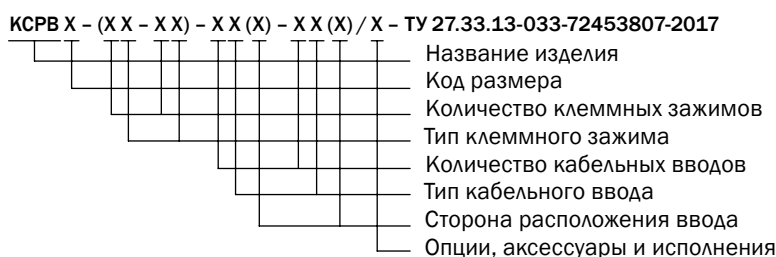 КСРВ Х – (Х Х – Х Х) – Х Х (Х) – Х Х (Х) / Х – ТУ 27.33.13-033-72453807-2017
Название изделия
Код размера
Количество клеммных зажимов
Тип клеммного зажима
Количество кабельных вводов
Тип кабельного ввода
Сторона расположения ввода
Опции, аксессуары и исполнения